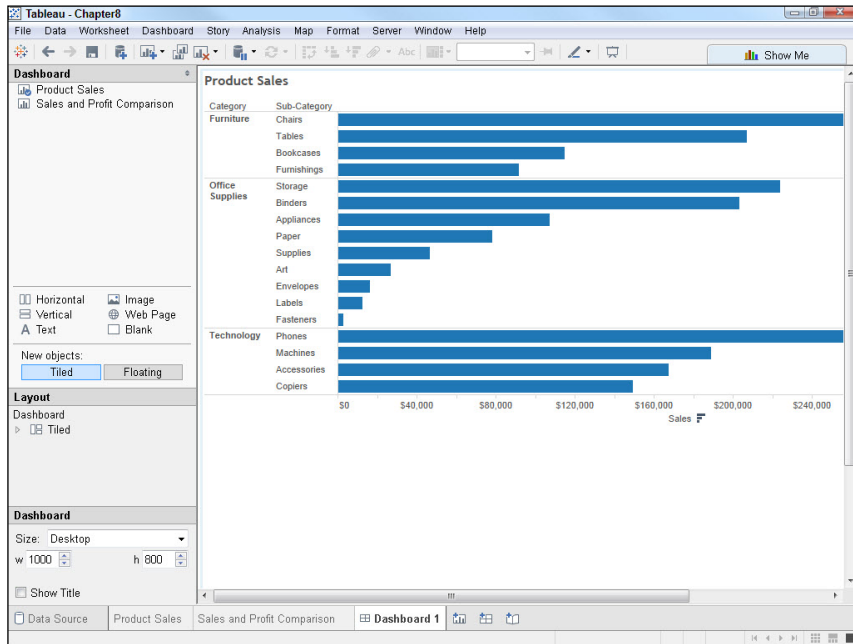 Tableau - Chapter8
File Data Worksheet Dashboard Story Analysis Map Format Server Window Help
Abc
Show Me
Dashboard
Product Sales
Sales and Profit Comparison
Horizontal Image
Vertical Web Page
A Text Blank
New objects:
Tiled Floating
Layout
Dashboard
Tiled
Dashboard
Size: Desktop
w 1000 h 800
Show Title
Product Sales
Category Sub-Category
Furniture Chairs
Tables
Bookcases
Furnishings
Office Supplies Storage
Binders
Appliances
Paper
Supplies
Art
Envelopes
Labels
Fasteners
Technology Phones
Machines
Accessories
Copiers
$0 $40,000 $80,000 $120,000 $160,000 $200,000 $240,000
Sales
Data Source Product Sales Sales and Profit Comparison Dashboard 1